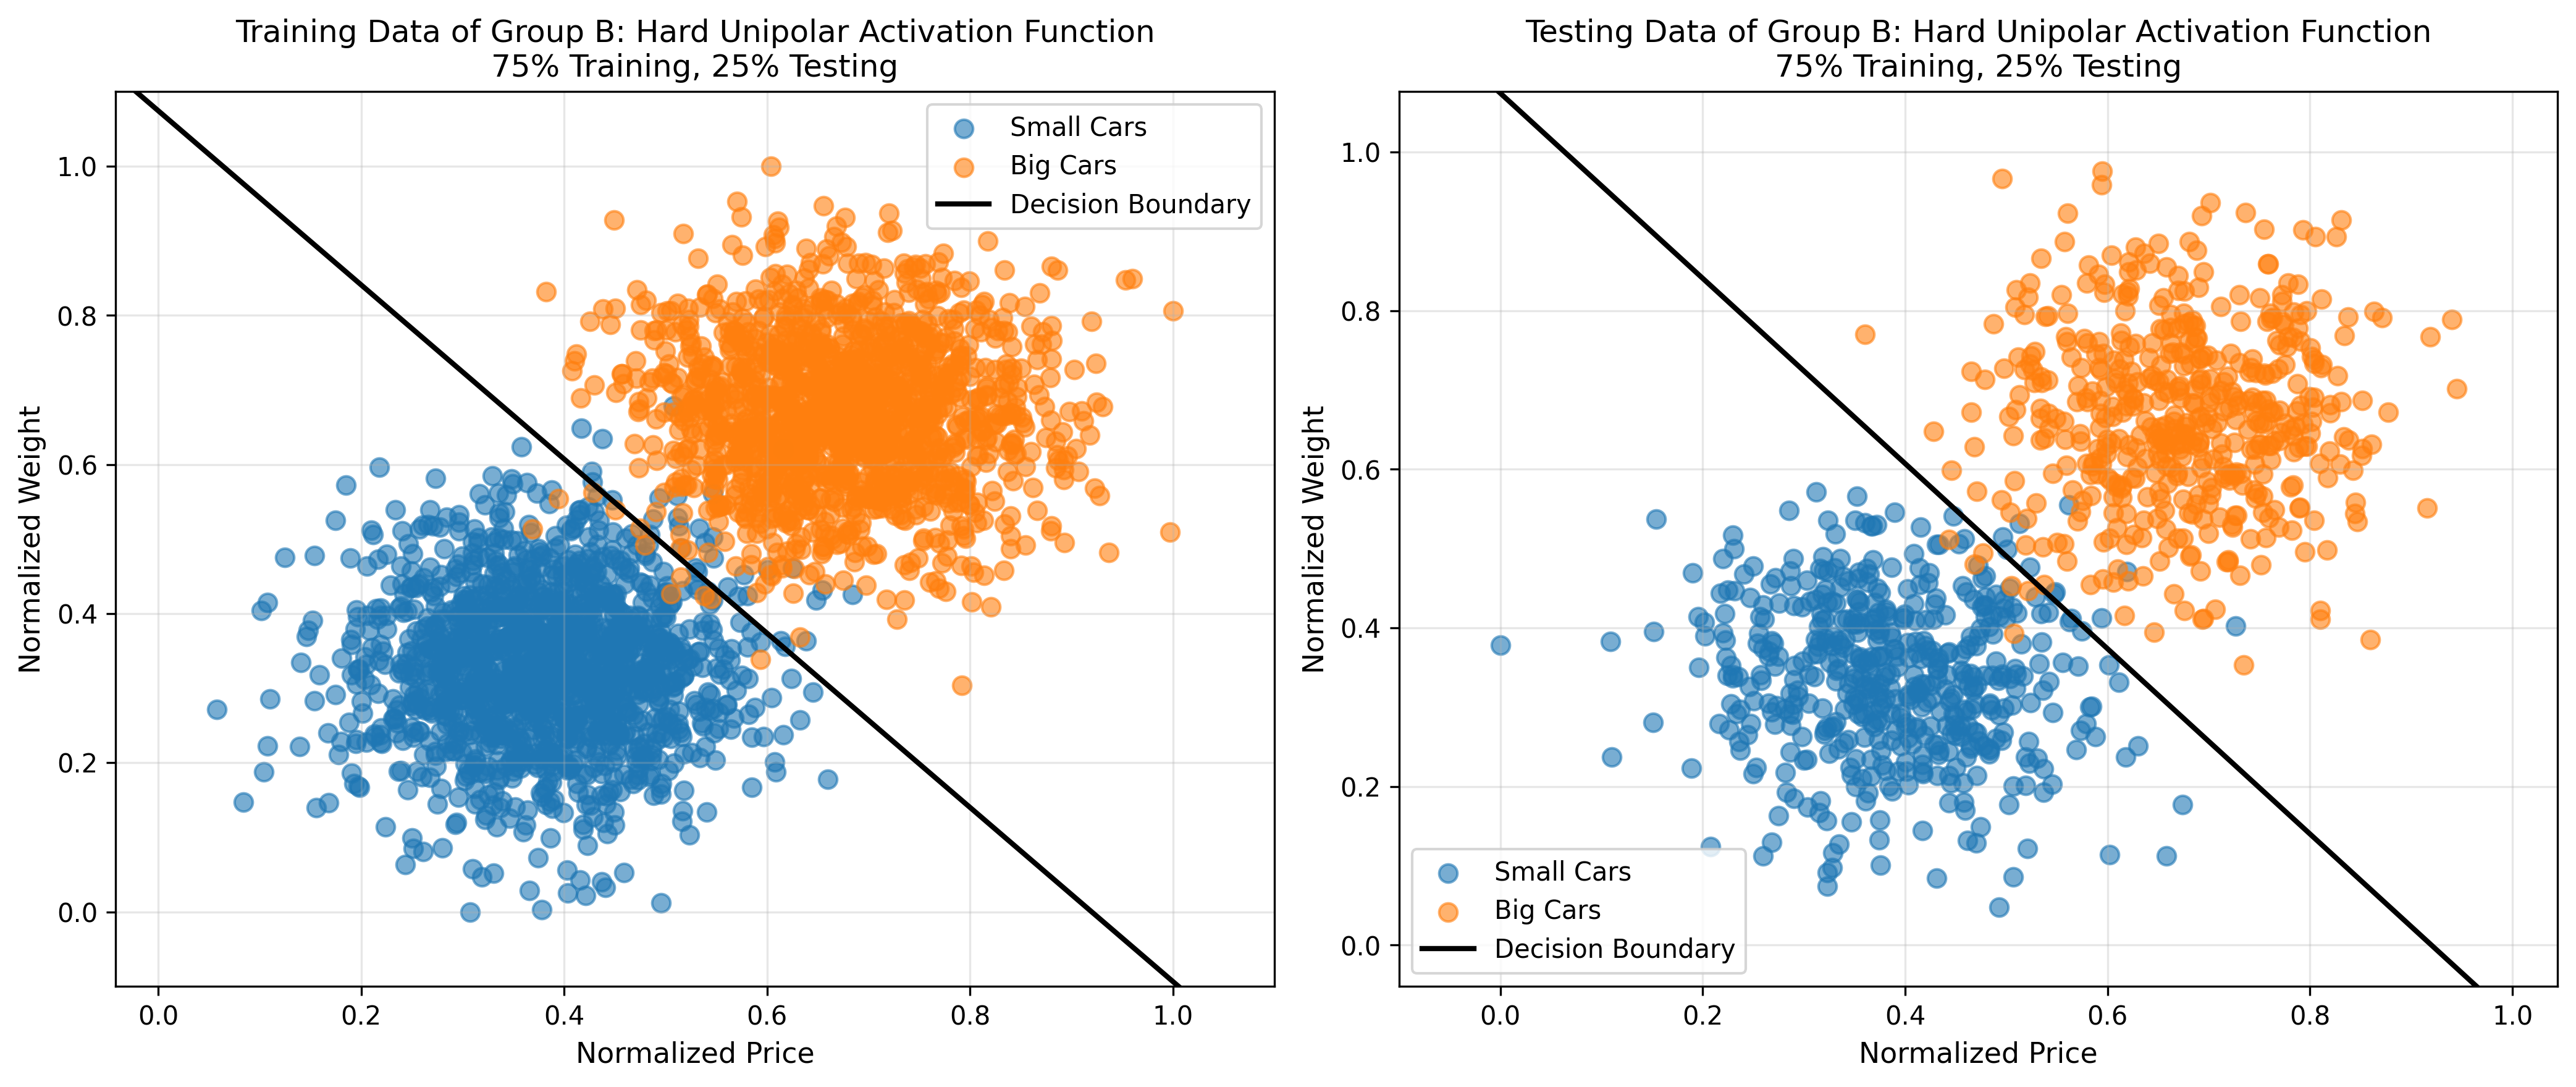 Training Data of Group B: Hard Unipolar Activation Function
75% Training, 25% Testing
Small Cars
Big Cars
Decision Boundary
Normalized Weight
1.0
0.8
0.6
0.4
0.2
0.0
0.0 0.2 0.4 0.6 0.8 1.0
Normalized Price
Testing Data of Group B: Hard Unipolar Activation Function
75% Training, 25% Testing
Normalized Weight
1.0
0.8
0.6
0.4
0.2
0.0
Small Cars
Big Cars
Decision Boundary
0.0 0.2 0.4 0.6 0.8 1.0
Normalized Price